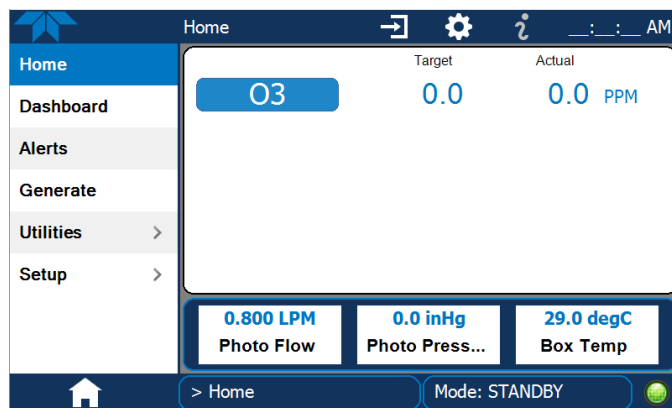 Home __:__:__ AM
Home
Dashboard
Alerts
Generate
Utilities >
Setup >
Target Actual
O3 0.0 0.0 PPM
0.800 LPM 0.0 inHg 29.0 degC
Photo Flow Photo Press... Box Temp
> Home Mode: STANDBY